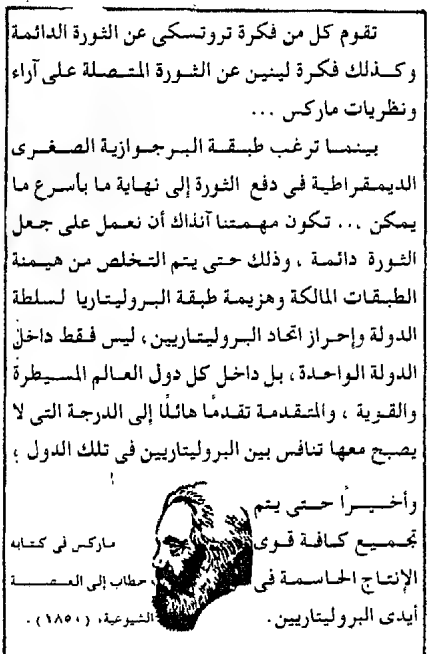 تقوم كل من فكرة تروتسكى عن الثورة الدائمة
وكذلك فكرة لينين عن الثورة المتصلة على آراء
ونظريات ماركس ...
بينما ترغب طبقة البرجوازية الصغرى
الديمقراطية فى دفع الثورة إلى نهاية ما بأسرع ما
يمكن ... تكون مهمتنا آنذاك أن نعمل على جعل
الثورة دائمة ، وذلك حتى يتم التخلص من هيمنة
الطبقات المالكة وهزيمة طبقة البروليتاريا لسلطة
الدولة وإحراز اتحاد البروليتاريين ، ليس فقط داخل
الدولة الواحدة ، بل داخل كل دول العالم المسيطرة
والقوية ، والمتقدمة تقدمًا هائلًا إلى الدرجة التى لا
يصبح معها تنافس بين البروليتاريين فى تلك الدول ؛
وأخيرًا حتى يتم
تجميع كافة قوى
الإنتاج الحاسمة فى
أيدى البروليتاريين .
ماركس فى كتابه
خطاب إلى العصبة
الشيوعية، (١٨٥٠) .